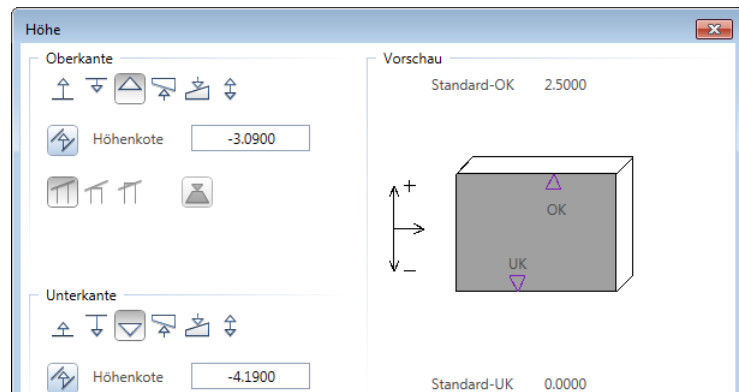 Höhe
Oberkante
Höhenkote -3.0900
Unterkante
Höhenkote -4.1900
Vorschau
Standard-OK 2.5000
+
OK
UK
–
Standard-UK 0.0000